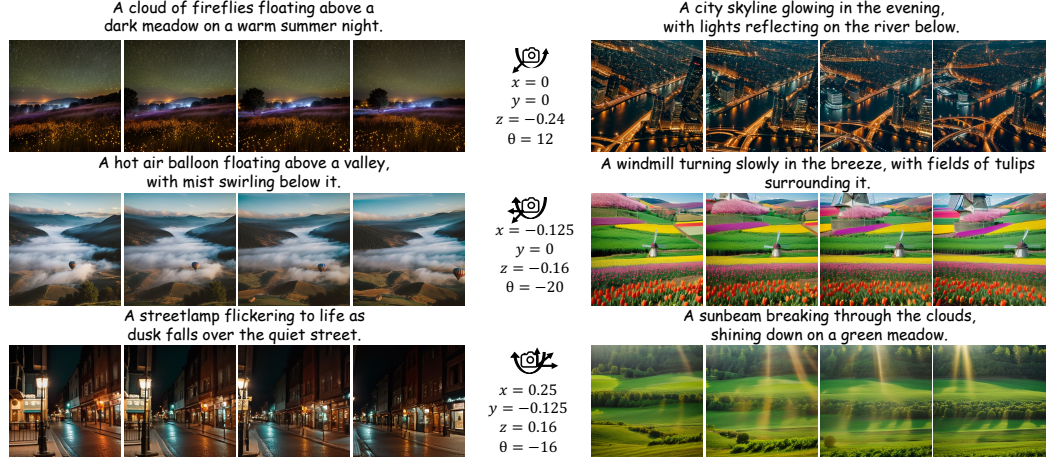 A cloud of fireflies floating above a
dark meadow on a warm summer night.
x = 0
y = 0
z = −0.24
θ = 12
A city skyline glowing in the evening,
with lights reflecting on the river below.
A hot air balloon floating above a valley,
with mist swirling below it.
x = −0.125
y = 0
z = −0.16
θ = −20
A windmill turning slowly in the breeze, with fields of tulips
surrounding it.
A streetlamp flickering to life as
dusk falls over the quiet street.
x = 0.25
y = −0.125
z = 0.16
θ = −16
A sunbeam breaking through the clouds,
shining down on a green meadow.